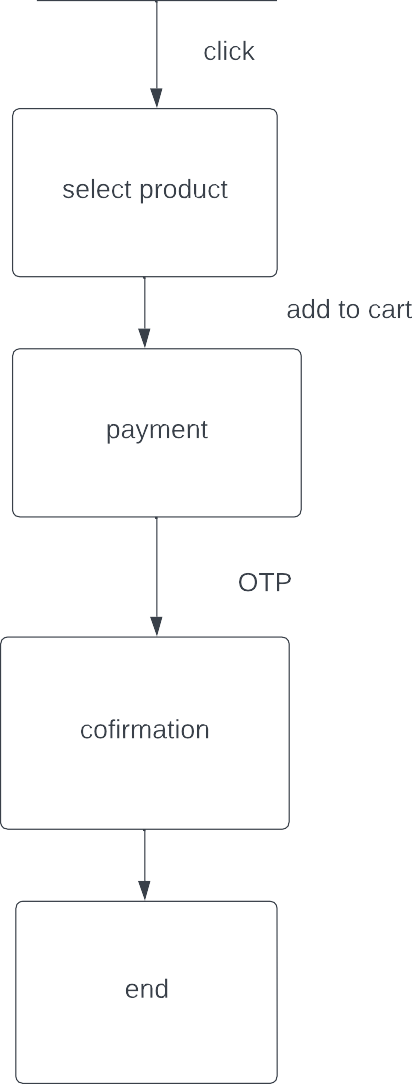 click
select product
add to cart
payment
OTP
cofirmation
end